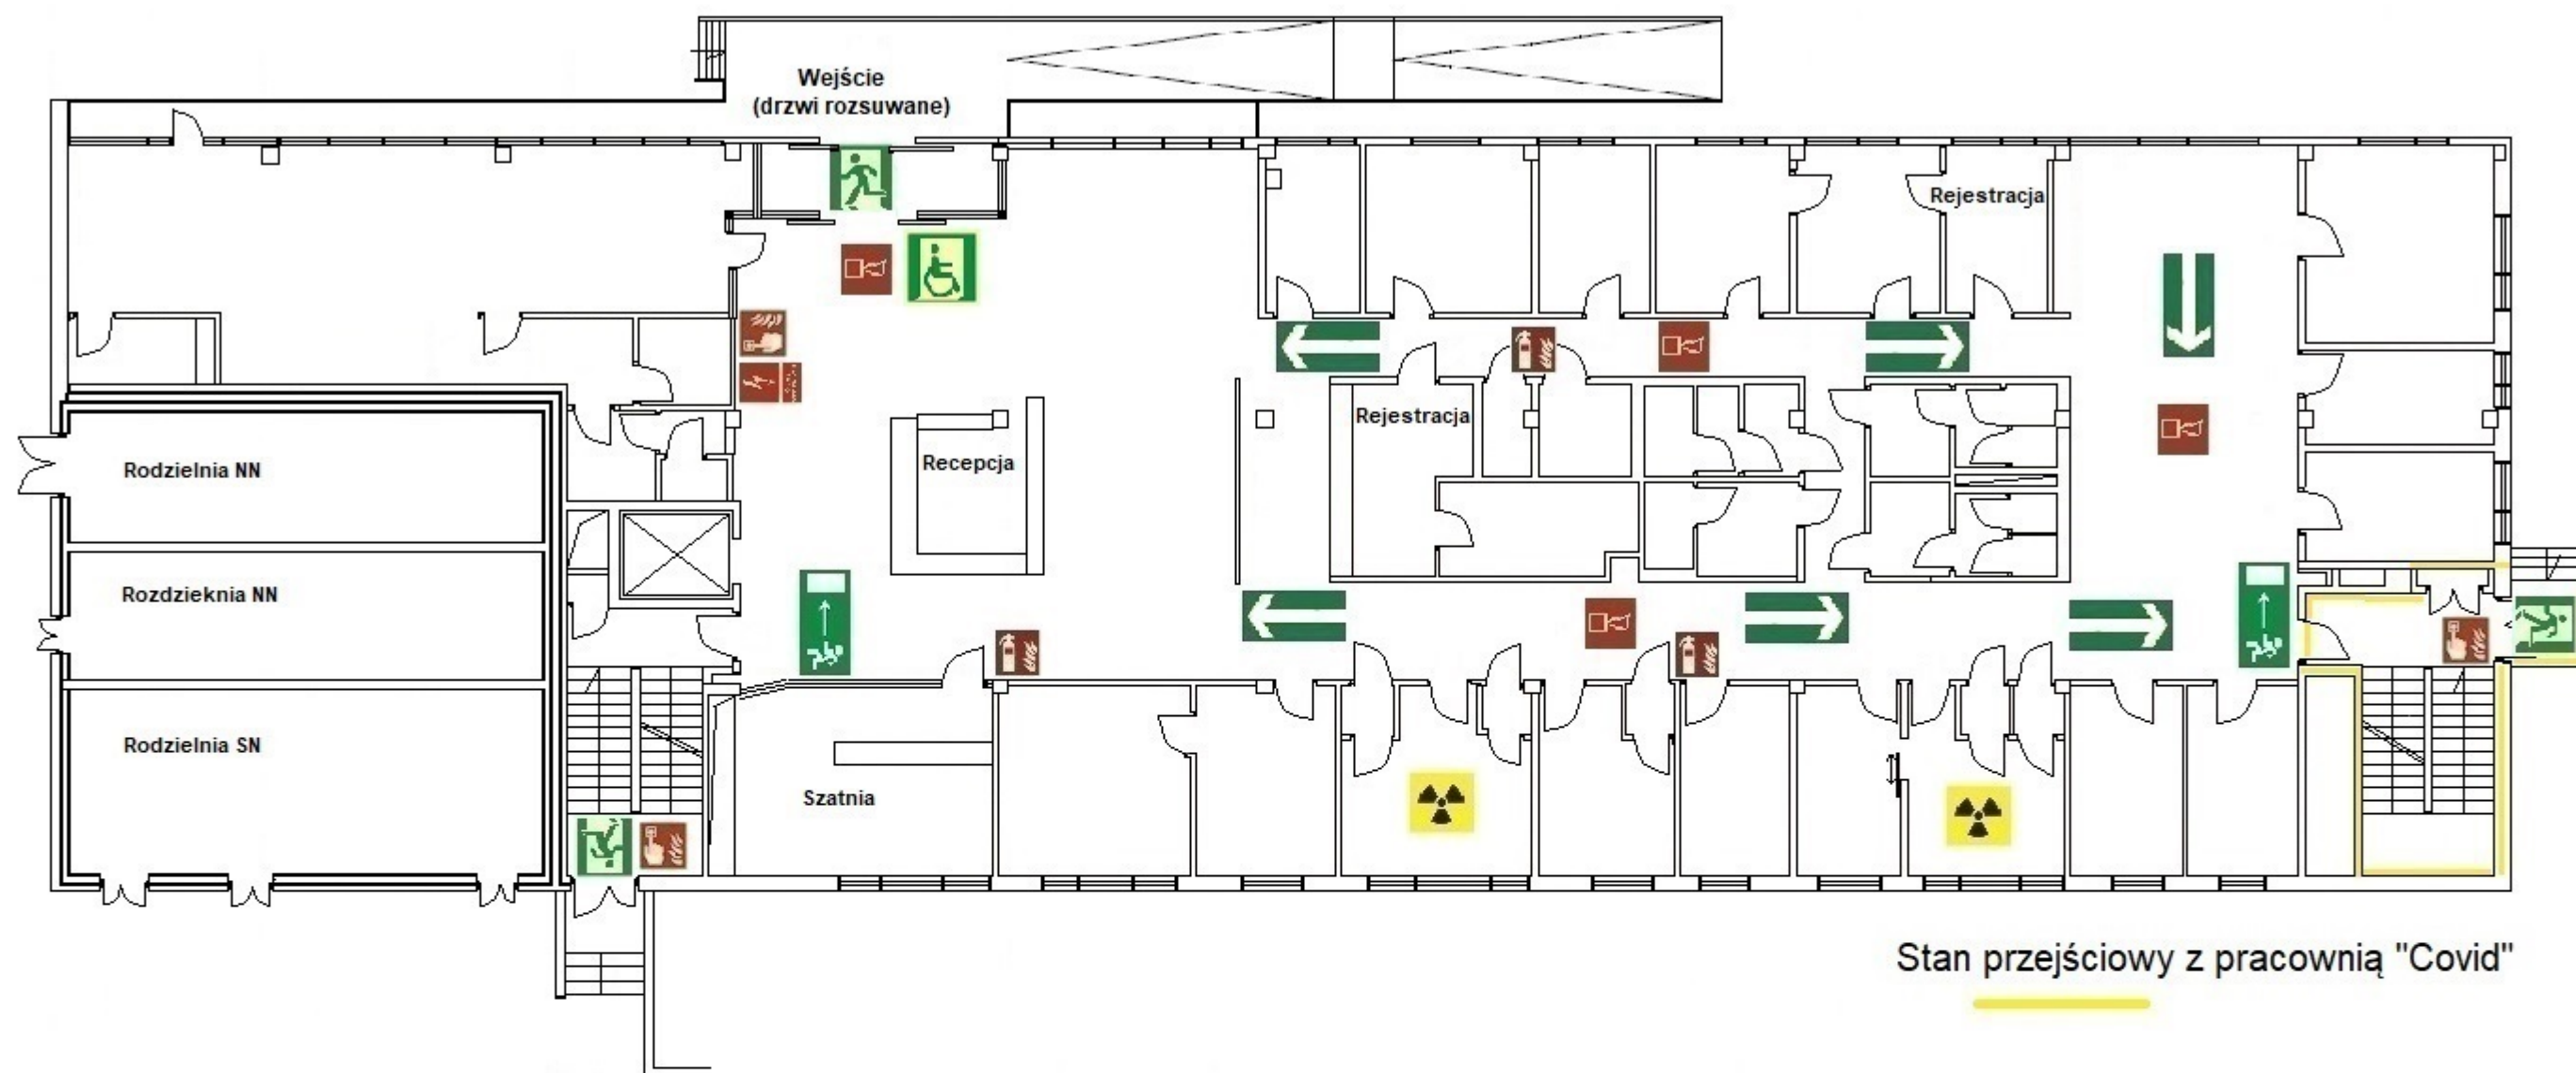 Wejście
(drzwi rozsuwane)
Rejestracja
Rejestracja
Recepcja
Rodzielnia NN
Rozdzieknia NN
Rodzielnia SN
Szatnia
Stan przejściowy z pracownią "Covid"